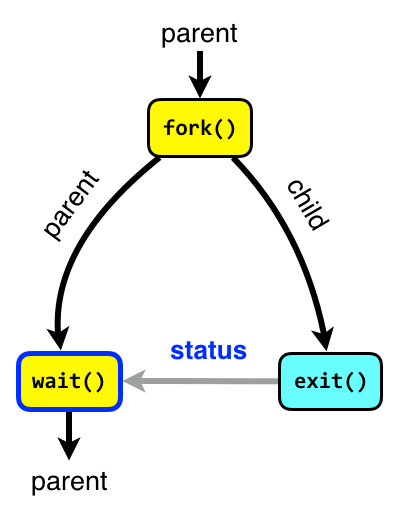 parent
fork()
parent
child
status
wait()
exit()
parent